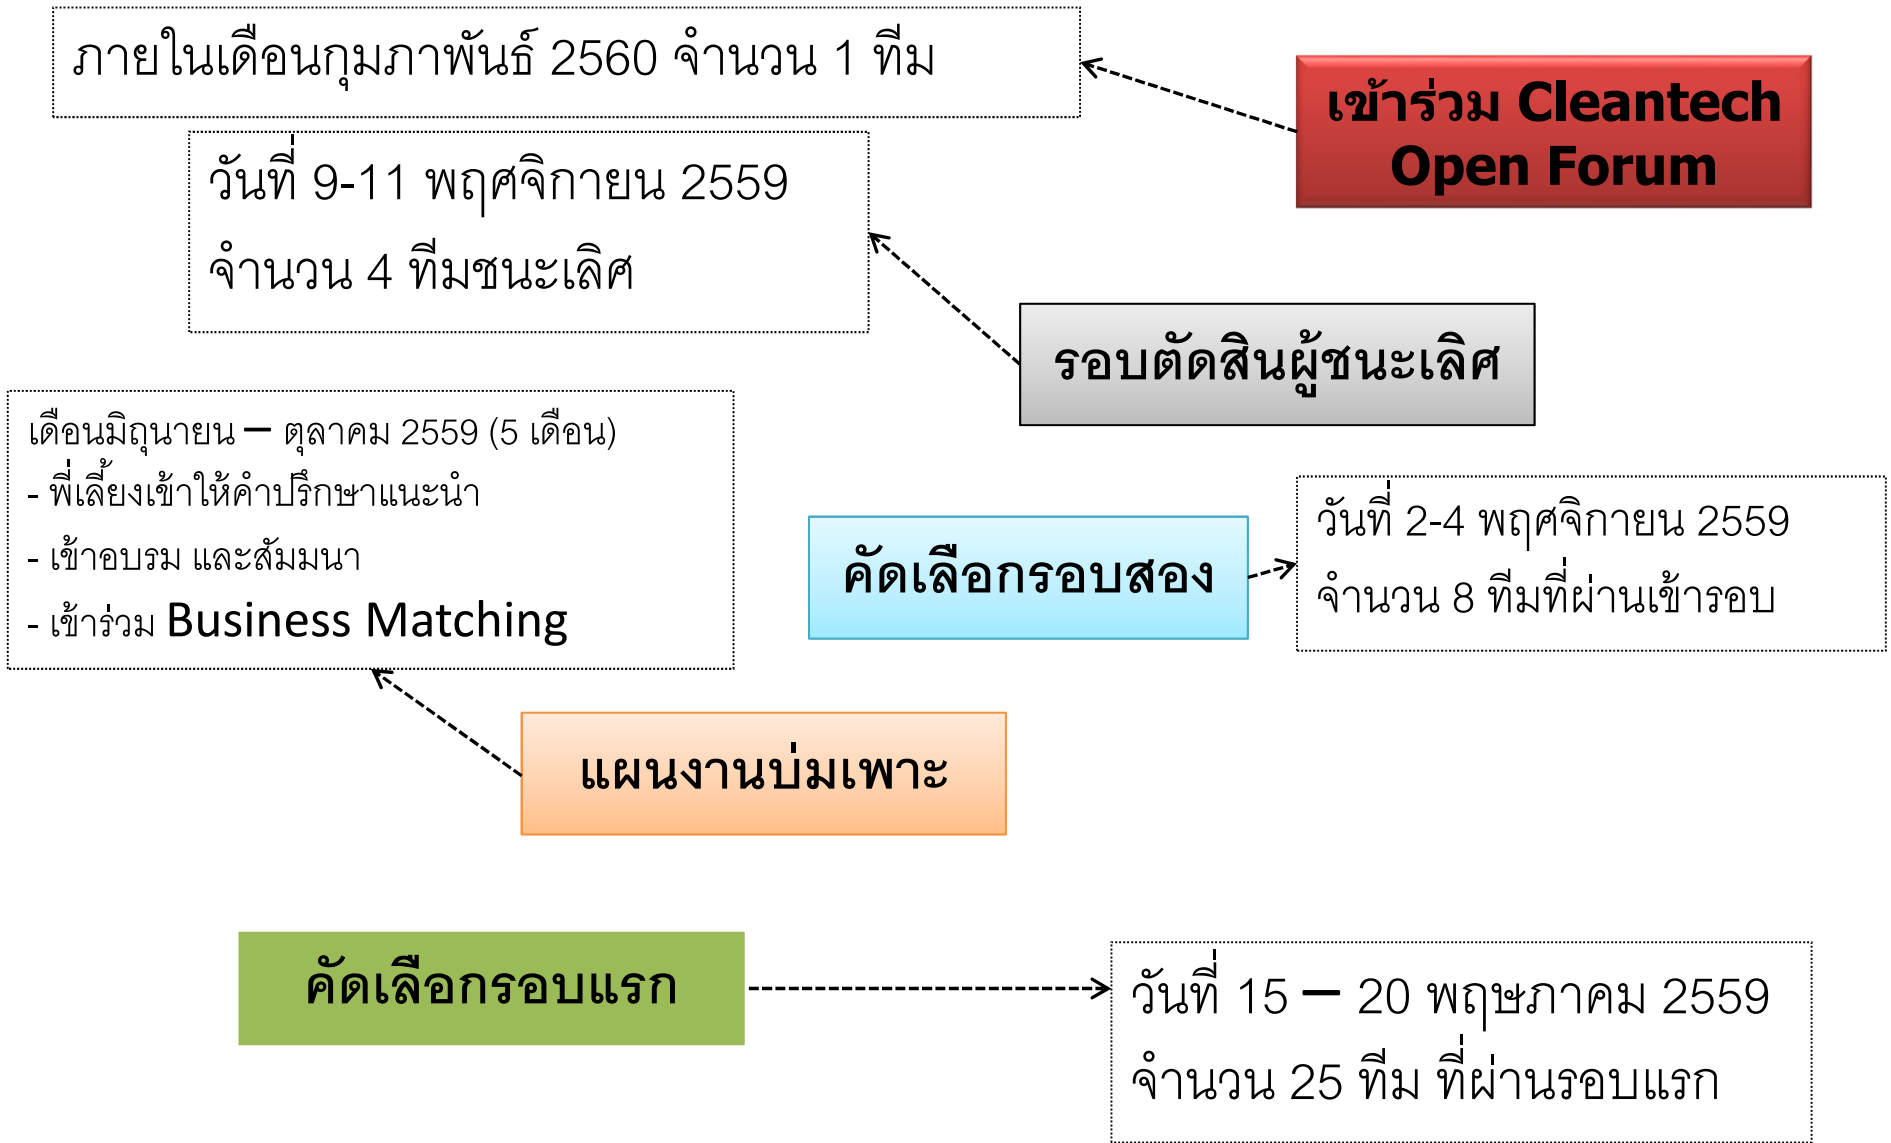 ภายในเดือนกุมภาพันธ์ 2560 จำนวน 1 ทีม
เข้าร่วม Cleantech
Open Forum
วันที่ 9-11 พฤศจิกายน 2559
จำนวน 4 ทีมชนะเลิศ
รอบตัดสินผู้ชนะเลิศ
เดือนมิถุนายน – ตุลาคม 2559 (5 เดือน)
- พี่เลี้ยงเข้าให้คำปรึกษาแนะนำ
- เข้าอบรม และสัมมนา
- เข้าร่วม Business Matching
คัดเลือกรอบสอง
วันที่ 2-4 พฤศจิกายน 2559
จำนวน 8 ทีมที่ผ่านเข้ารอบ
แผนงานบ่มเพาะ
คัดเลือกรอบแรก
วันที่ 15 – 20 พฤษภาคม 2559
จำนวน 25 ทีม ที่ผ่านรอบแรก